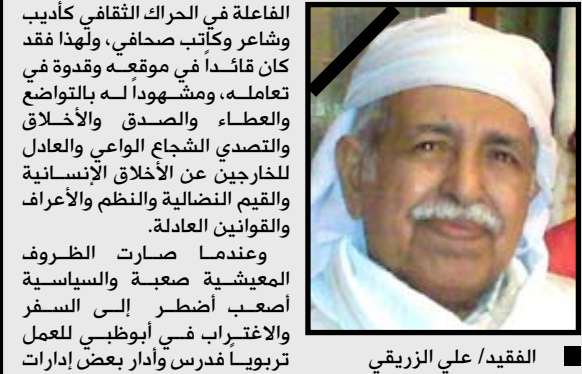 الفاعلة في الحراك الثقافي كأديب
وشاعر وكاتب صحافي، ولهذا فقد
كان قائداً في موقعه وقدوة في
تعامله، ومشهوداً له بالتواضع
والعطاء والصدق والأخلاق
والتصدي الشجاع الواعي والعادل
للخارجين عن الأخلاق الإنسانية
والقيم النضالية والنظم والأعراف
والقوانين العادلة.
وعندما صارت الظروف
المعيشية صعبة والسياسية
أصعب أضطر إلى السفر
والاغتراب في أبوظبي للعمل
تربوياً فدرس وأدار بعض إدارات
الفقيد/ علي الزريقي